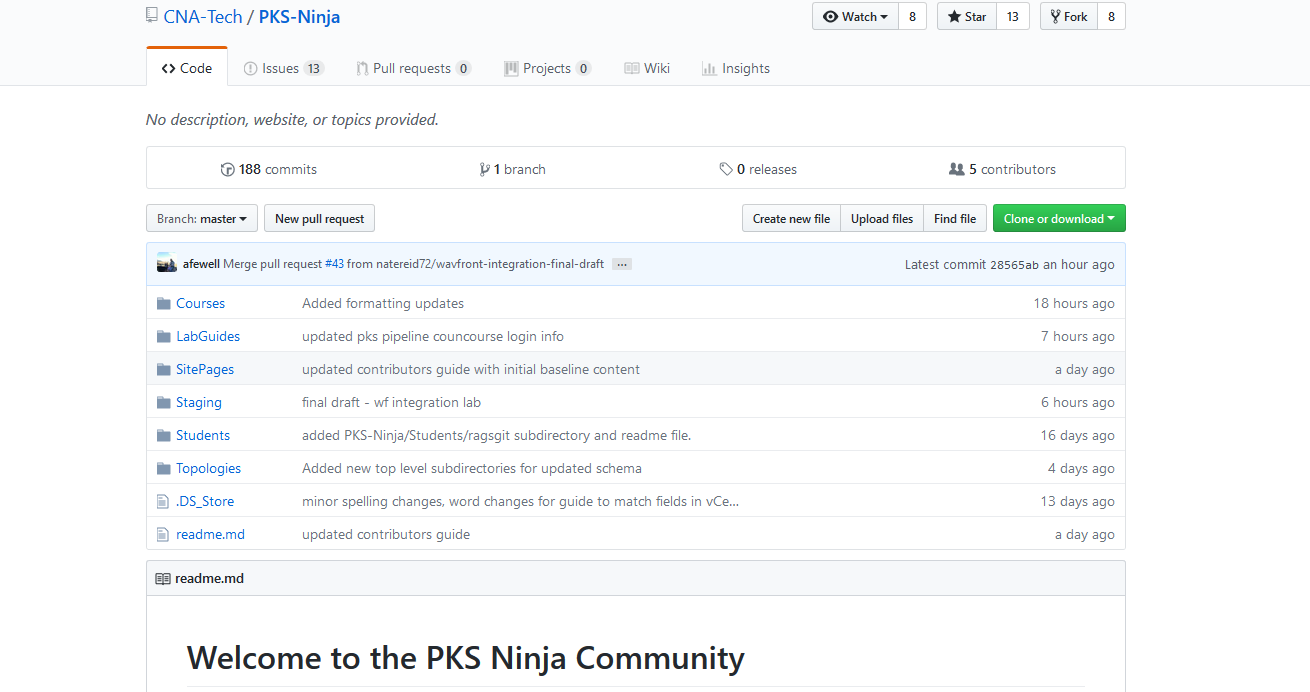 CNA-Tech / PKS-Ninja
Watch 8 Star 13 Fork 8
Code Issues 13 Pull requests 0 Projects 0 Wiki Insights
No description, website, or topics provided.
188 commits 1 branch 0 releases 5 contributors
Branch: master New pull request Create new file Upload files Find file Clone or download
afewell Merge pull request #43 from natereid72/wavfront-integration-final-draft ... Latest commit 28565ab an hour ago
Courses Added formatting updates 18 hours ago
LabGuides updated pks pipeline councourse login info 7 hours ago
SitePages updated contributors guide with initial baseline content a day ago
Staging final draft - wf integration lab 6 hours ago
Students added PKS-Ninja/Students/ragsgit subdirectory and readme file. 16 days ago
Topologies Added new top level subdirectories for updated schema 4 days ago
.DS_Store minor spelling changes, word changes for guide to match fields in vCe... 13 days ago
readme.md updated contributors guide a day ago
readme.md
Welcome to the PKS Ninja Community